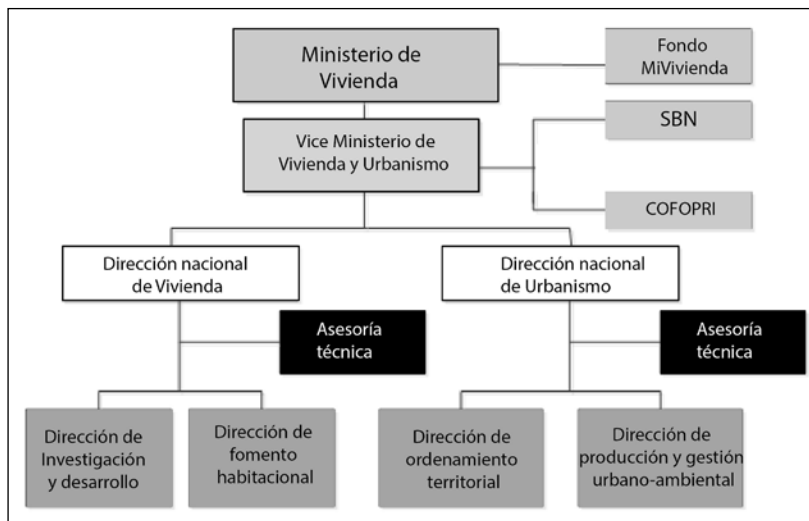 Ministerio de
Vivienda
Fondo
MiVivienda
Vice Ministerio de
Vivienda y Urbanismo
SBN
COFOPRI
Dirección nacional
de Vivienda
Dirección nacional
de Urbanismo
Asesoría
técnica
Asesoría
técnica
Dirección de
Investigación
y desarrollo
Dirección de
fomento
habitacional
Dirección de
ordenamiento
territorial
Dirección de
producción y gestión
urbano-ambiental